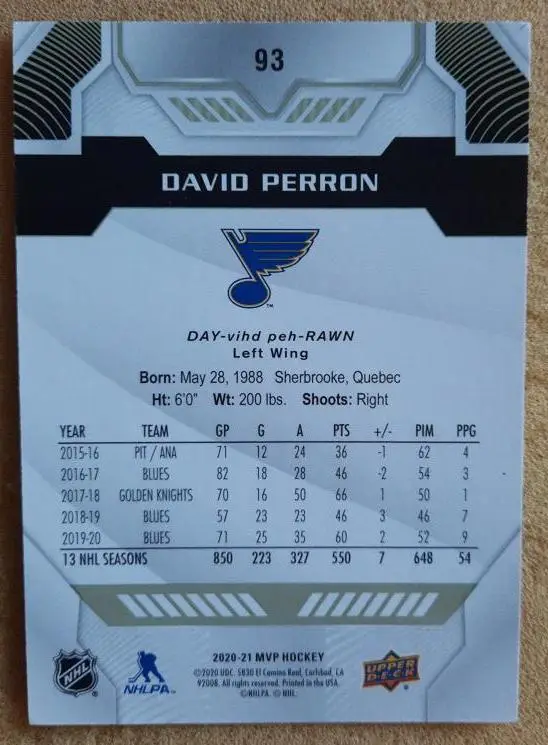 93
DAVID PERRON
TM
DAY-vihd peh-RAWN
Left Wing
Born: May 28, 1988 Sherbrooke, Quebec
Ht: 6'0" Wt: 200 lbs. Shoots: Right
YEAR TEAM GP G A PTS +/- PIM PPG
2015-16 PIT / ANA 71 12 24 36 -1 62 4
2016-17 BLUES 82 18 28 46 -2 54 3
2017-18 GOLDEN KNIGHTS 70 16 50 66 1 50 1
2018-19 BLUES 57 23 23 46 3 46 7
2019-20 BLUES 71 25 35 60 2 52 9
13 NHL SEASONS 850 223 327 550 7 648 54
2020-21 MVP HOCKEY
©2020 UDC. 5830 El Camino Real, Carlsbad, CA
92008. All rights reserved. Printed in the USA.
©NHLPA. © NHL.
NHL
NHLPA
UPPER
DECK